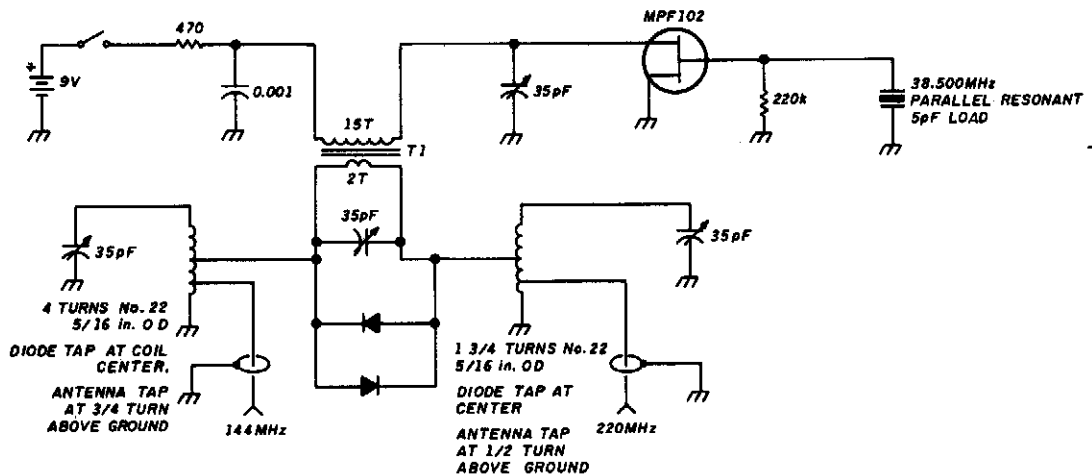 MPF102
470
+
9V
0.001
15T
T1
2T
35pF
220k
38.500MHz
PARALLEL RESONANT
5pF LOAD
35pF
35pF
35pF
4 TURNS No.22
5/16 in. OD
DIODE TAP AT COIL
CENTER.
ANTENNA TAP
AT 3/4 TURN
ABOVE GROUND
144MHz
1 3/4 TURNS No.22
5/16 in. OD
DIODE TAP AT
CENTER
ANTENNA TAP
AT 1/2 TURN
ABOVE GROUND
220MHz